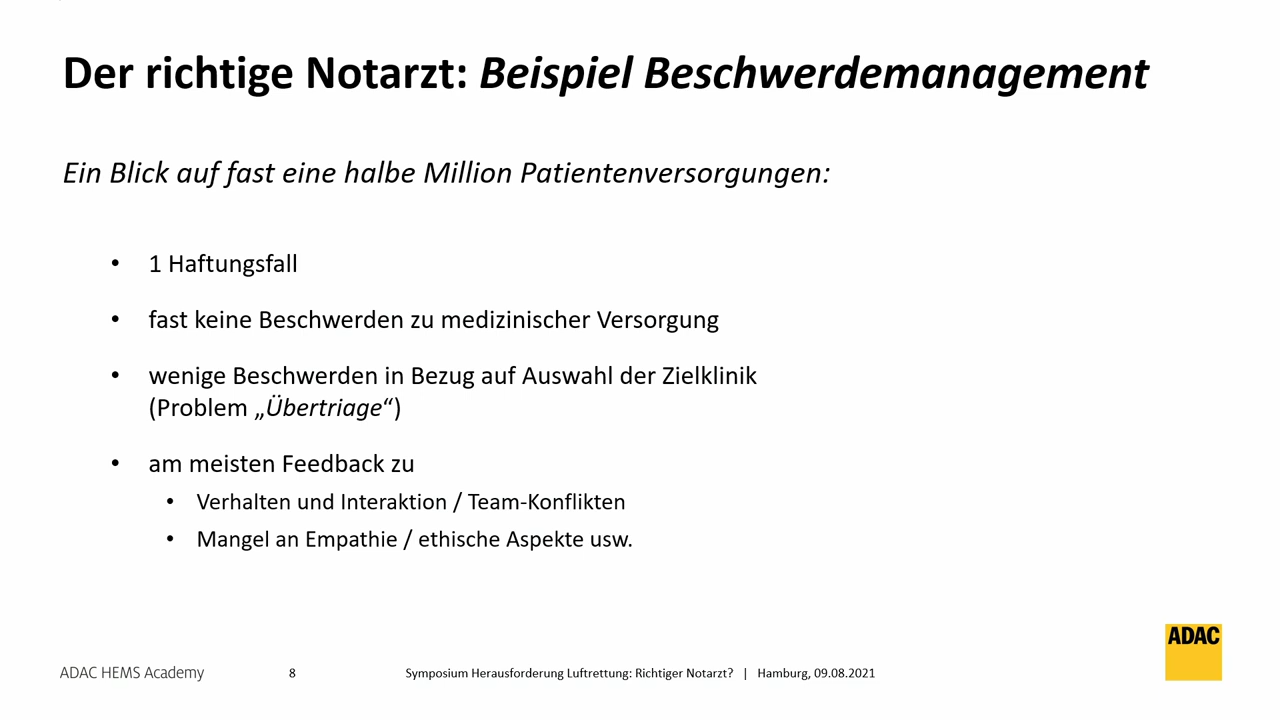 Der richtige Notarzt: Beispiel Beschwerdemanagement
Ein Blick auf fast eine halbe Million Patientenversorgungen:
• 1 Haftungsfall
• fast keine Beschwerden zu medizinischer Versorgung
• wenige Beschwerden in Bezug auf Auswahl der Zielklinik
(Problem „Übertriage“)
• am meisten Feedback zu
• Verhalten und Interaktion / Team-Konflikten
• Mangel an Empathie / ethische Aspekte usw.
ADAC
ADAC HEMS Academy 8 Symposium Herausforderung Luftrettung: Richtiger Notarzt? | Hamburg, 09.08.2021